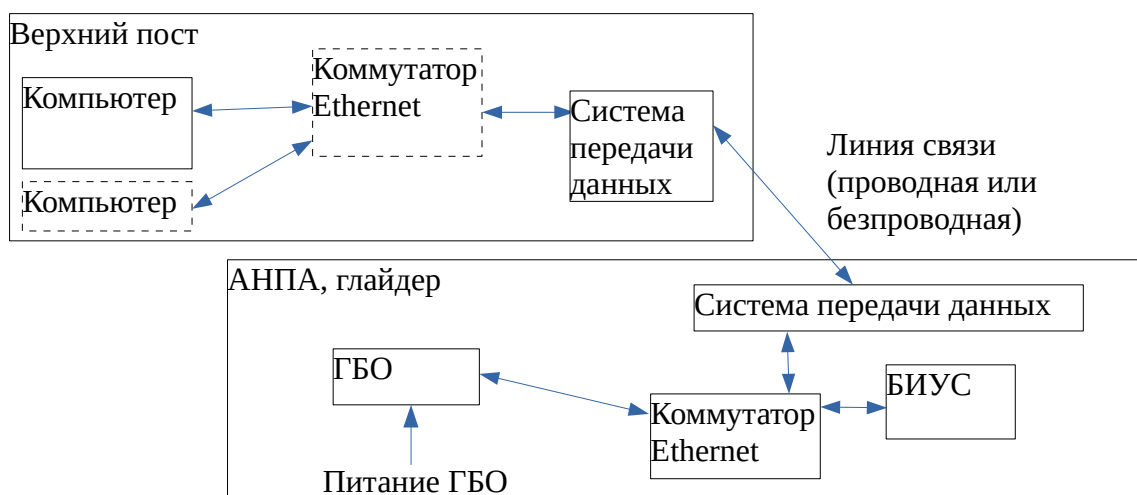 Верхний пост
Компьютер
Коммутатор
Ethernet
Система
передачи
данных
Компьютер
Линия связи
(проводная или
безпроводная)
АНПА, глайдер
Система передачи данных
ГБО
Коммутатор
Ethernet
БИУС
Питание ГБО